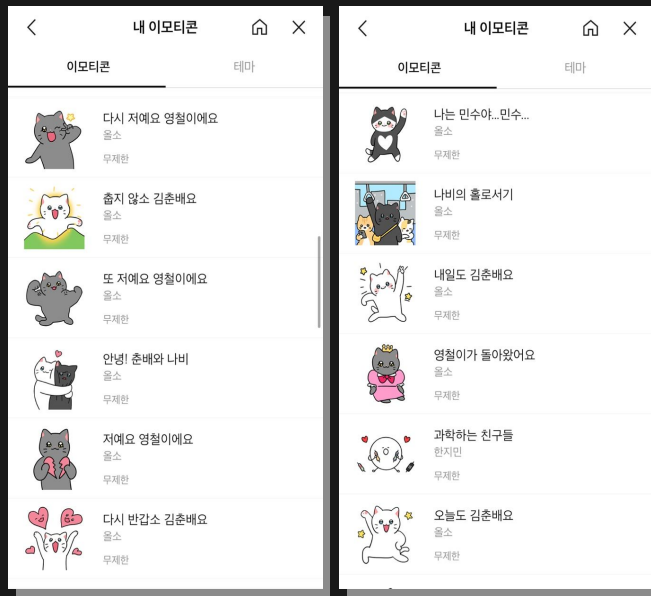 내 이모티콘
이모티콘
테마
다시 저예요 영철이에요
올소
무제한
춥지 않소 김춘배요
올소
무제한
또 저예요 영철이에요
올소
무제한
안녕! 춘배와 나비
올소
무제한
저예요 영철이에요
올소
무제한
다시 반갑소 김춘배요
올소
무제한
내 이모티콘
이모티콘
테마
나는 민수야...민수...
올소
무제한
나비의 홀로서기
올소
무제한
내일도 김춘배요
올소
무제한
영철이가 돌아왔어요
올소
무제한
과학하는 친구들
한지민
무제한
오늘도 김춘배요
올소
무제한